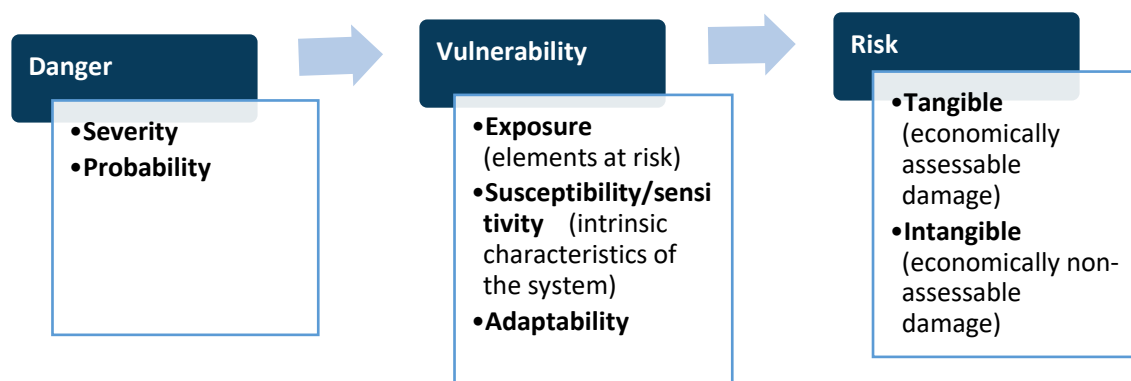 Danger
•Severity
•Probability
Vulnerability
•Exposure
(elements at risk)
•Susceptibility/sensi
tivity (intrinsic
characteristics of
the system)
•Adaptability
Risk
•Tangible
(economically
assessable
damage)
•Intangible
(economically non-
assessable
damage)